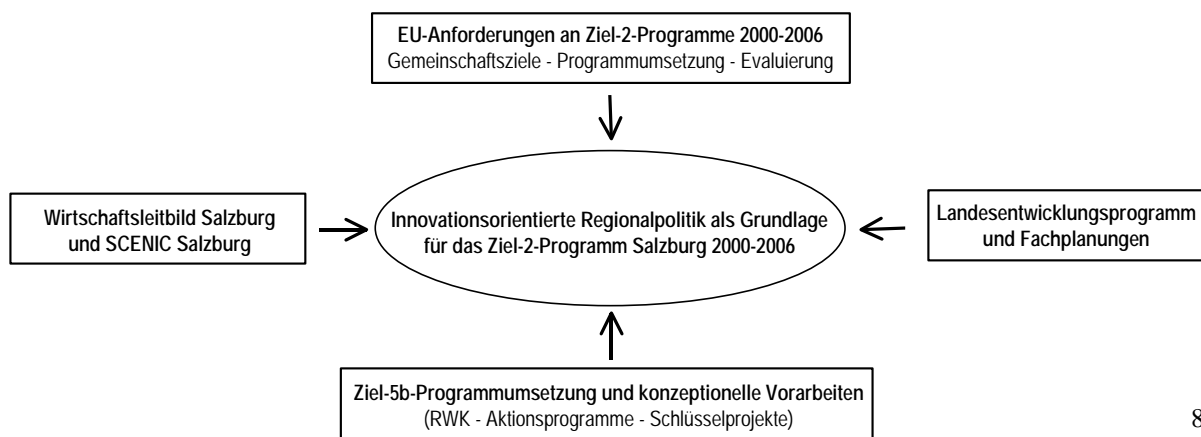 EU-Anforderungen an Ziel-2-Programme 2000-2006
Gemeinschaftsziele - Programmumsetzung - Evaluierung
Wirtschaftsleitbild Salzburg
und SCENIC Salzburg
Innovationsorientierte Regionalpolitik als Grundlage
für das Ziel-2-Programm Salzburg 2000-2006
Landesentwicklungsprogramm
und Fachplanungen
Ziel-5b-Programmumsetzung und konzeptionelle Vorarbeiten
(RWK - Aktionsprogramme - Schlüsselprojekte)
8